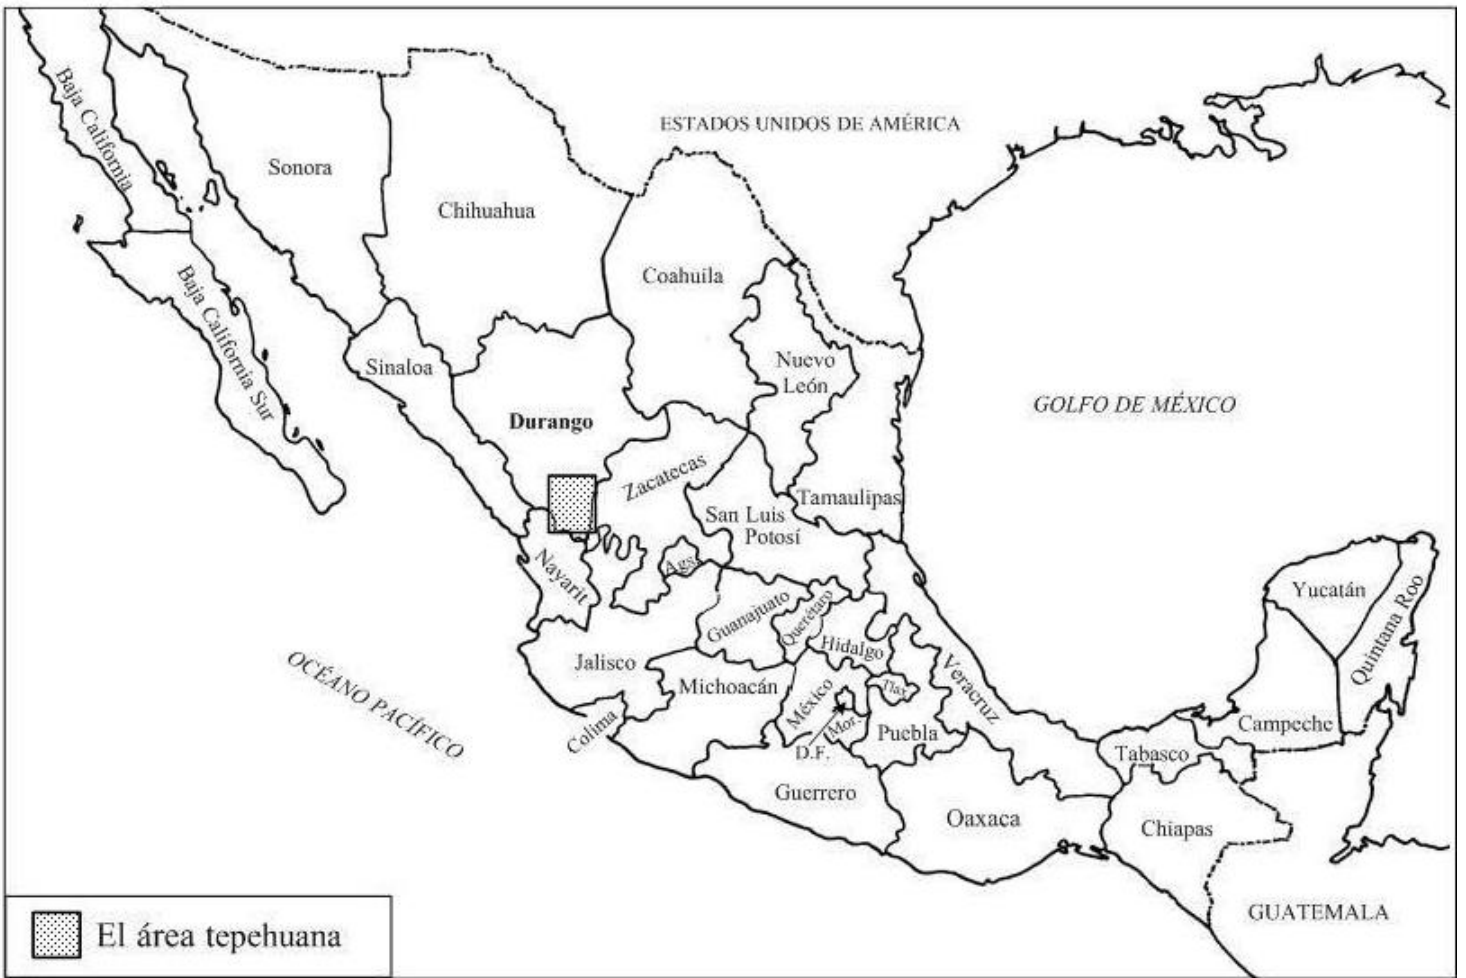 Baja California
Sonora
Chihuahua
ESTADOS UNIDOS DE AMÉRICA
Coahuila
Baja California Sur
Sinaloa
Nuevo
León
Durango
GOLFO DE MÉXICO
Zacatecas
Tamaulipas
San Luis
Potosí
Nayarit
Ags.
Yucatán
Quintana Roo
Guanajuato
Querétaro
Hidalgo
Jalisco
Michoacán
México
Tlax.
Veracruz
OCÉANO PACÍFICO
Colima
(Mor.
Puebla
Campeche
D.F.
Tabasco
Guerrero
Oaxaca
Chiapas
GUATEMALA
El área tepehuana